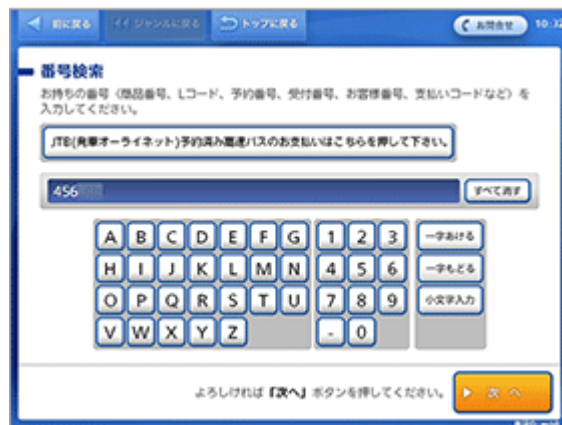 前に戻る
ジャンルに戻る
トップに戻る
お問合せ
10:32
番号検索
お持ちの番号（商品番号、Lコード、予約番号、受付番号、お客様番号、支払いコードなど）を
入力してください。
JTB(発車オーライネット)予約済み高速バスのお支払いはこちらを押して下さい。
456
すべて消す
A B C D E F G 1 2 3 一字あける
H I J K L M N 4 5 6 一字もどる
O P Q R S T U 7 8 9 小文字入力
V W X Y Z - 0
よろしければ「次へ」ボタンを押してください。
次 へ